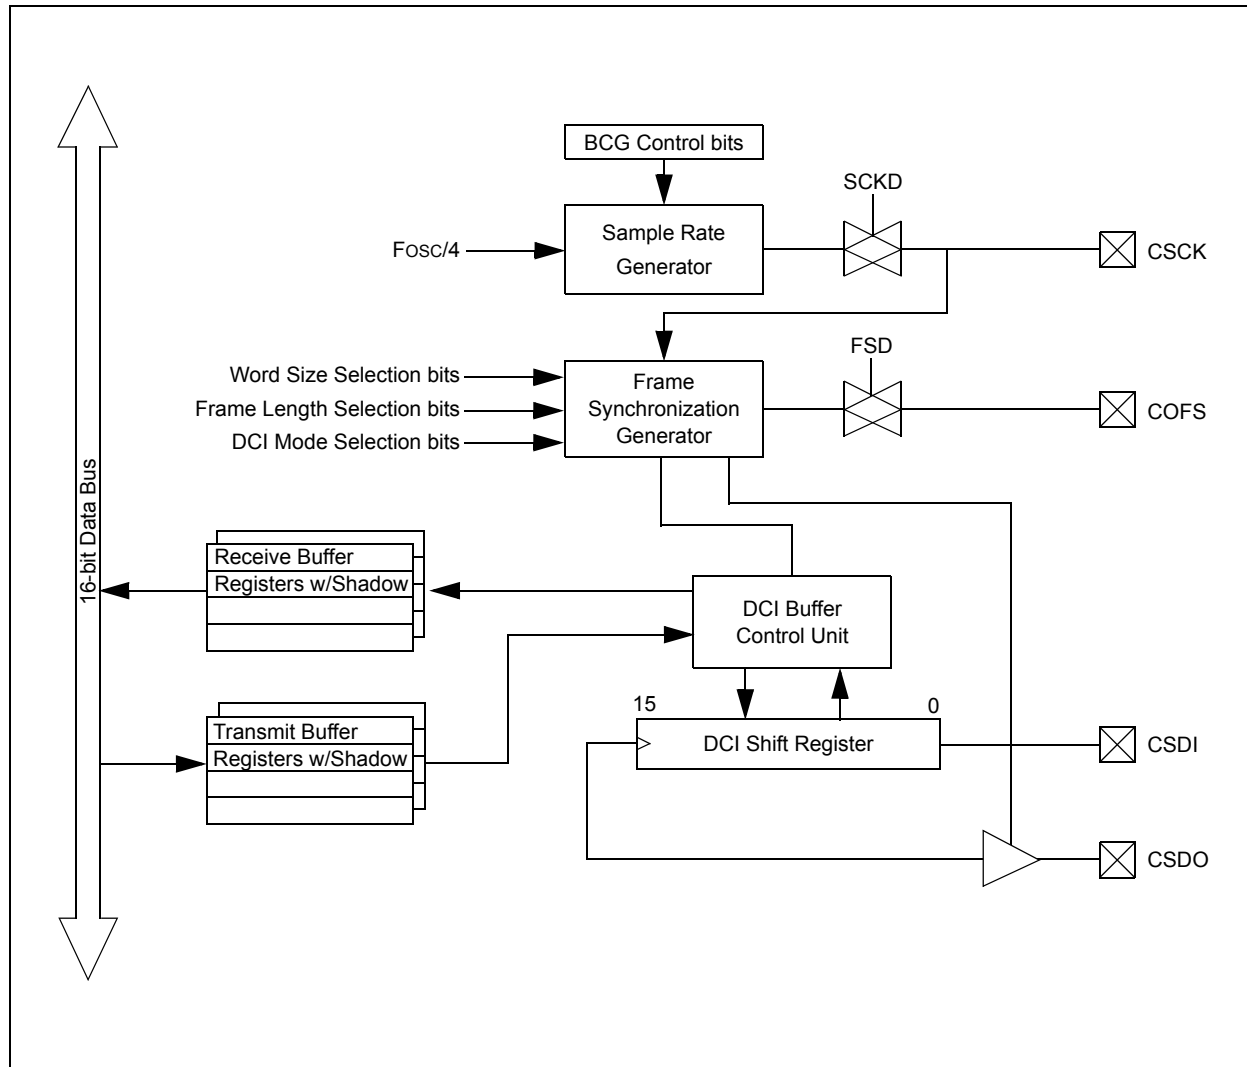 BCG Control bits
SCKD
Sample Rate
Generator
FOSC/4
CSCK
FSD
Word Size Selection bits
Frame Length Selection bits
DCI Mode Selection bits
Frame
Synchronization
Generator
COFS
16-bit Data Bus
Receive Buffer
Registers w/Shadow
DCI Buffer
Control Unit
Transmit Buffer
Registers w/Shadow
15
0
DCI Shift Register
CSDI
CSDO